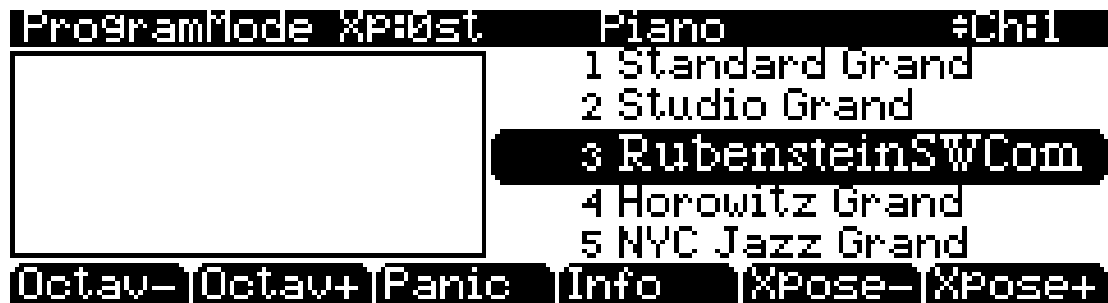 ProgramMode Xp:0st Piano ÷Ch:1
1 Standard Grand
2 Studio Grand
3 RubensteinSWCom
4 Horowitz Grand
5 NYC Jazz Grand
Octav- Octav+ Panic Info Xpose- Xpose+